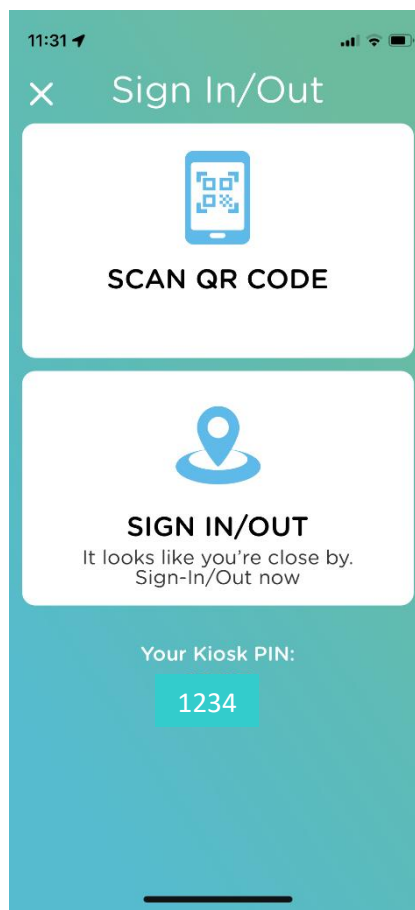 11:31
Sign In/Out
SCAN QR CODE
SIGN IN/OUT
It looks like you're close by.
Sign-In/Out now
Your Kiosk PIN:
1234